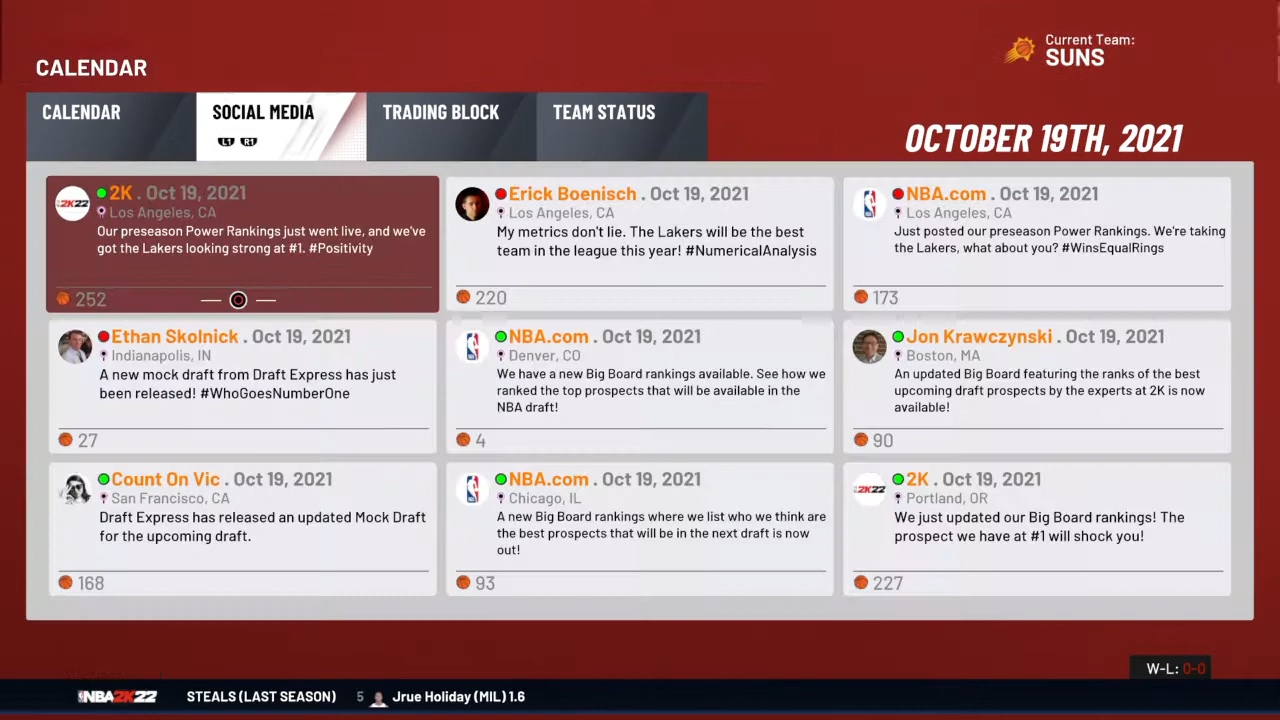 Current Team:
SUNS
CALENDAR
CALENDAR
SOCIAL MEDIA
L1 R1
TRADING BLOCK
TEAM STATUS
OCTOBER 19TH, 2021
2K22
2K . Oct 19, 2021
Los Angeles, CA
Our preseason Power Rankings just went live, and we've
got the Lakers looking strong at #1. #Positivity
252
Erick Boenisch . Oct 19, 2021
Los Angeles, CA
My metrics don't lie. The Lakers will be the best
team in the league this year! #NumericalAnalysis
220
NBA.com . Oct 19, 2021
Los Angeles, CA
Just posted our preseason Power Rankings. We're taking
the Lakers, what about you? #WinsEqualRings
173
Ethan Skolnick . Oct 19, 2021
Indianapolis, IN
A new mock draft from Draft Express has just
been released! #WhoGoesNumberOne
27
NBA.com . Oct 19, 2021
Denver, CO
We have a new Big Board rankings available. See how we
ranked the top prospects that will be available in the
NBA draft!
4
Jon Krawczynski . Oct 19, 2021
Boston, MA
An updated Big Board featuring the ranks of the best
upcoming draft prospects by the experts at 2K is now
available!
90
Count On Vic . Oct 19, 2021
San Francisco, CA
Draft Express has released an updated Mock Draft
for the upcoming draft.
168
NBA.com . Oct 19, 2021
Chicago, IL
A new Big Board rankings where we list who we think are
the best prospects that will be in the next draft is now
out!
93
2K22
2K . Oct 19, 2021
Portland, OR
We just updated our Big Board rankings! The
prospect we have at #1 will shock you!
227
W-L: 0-0
NBA2K22
STEALS (LAST SEASON) 5 Jrue Holiday (MIL) 1.6